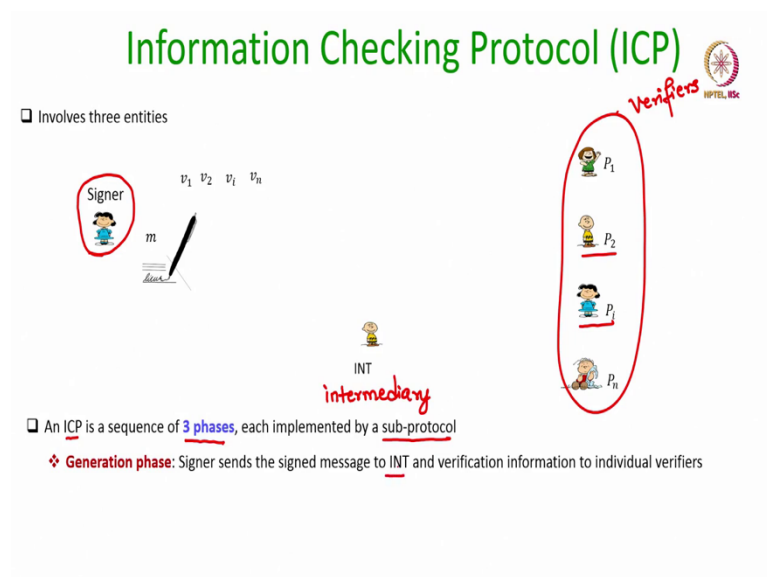 Information Checking Protocol (ICP)
NPTEL, IISc
verifiers
❑ Involves three entities
Signer
v₁ v₂ vᵢ vₙ
m
P₁
P₂
Pᵢ
Pₙ
INT
intermediary
❑ An ICP is a sequence of 3 phases, each implemented by a sub-protocol
❖ Generation phase: Signer sends the signed message to INT and verification information to individual verifiers